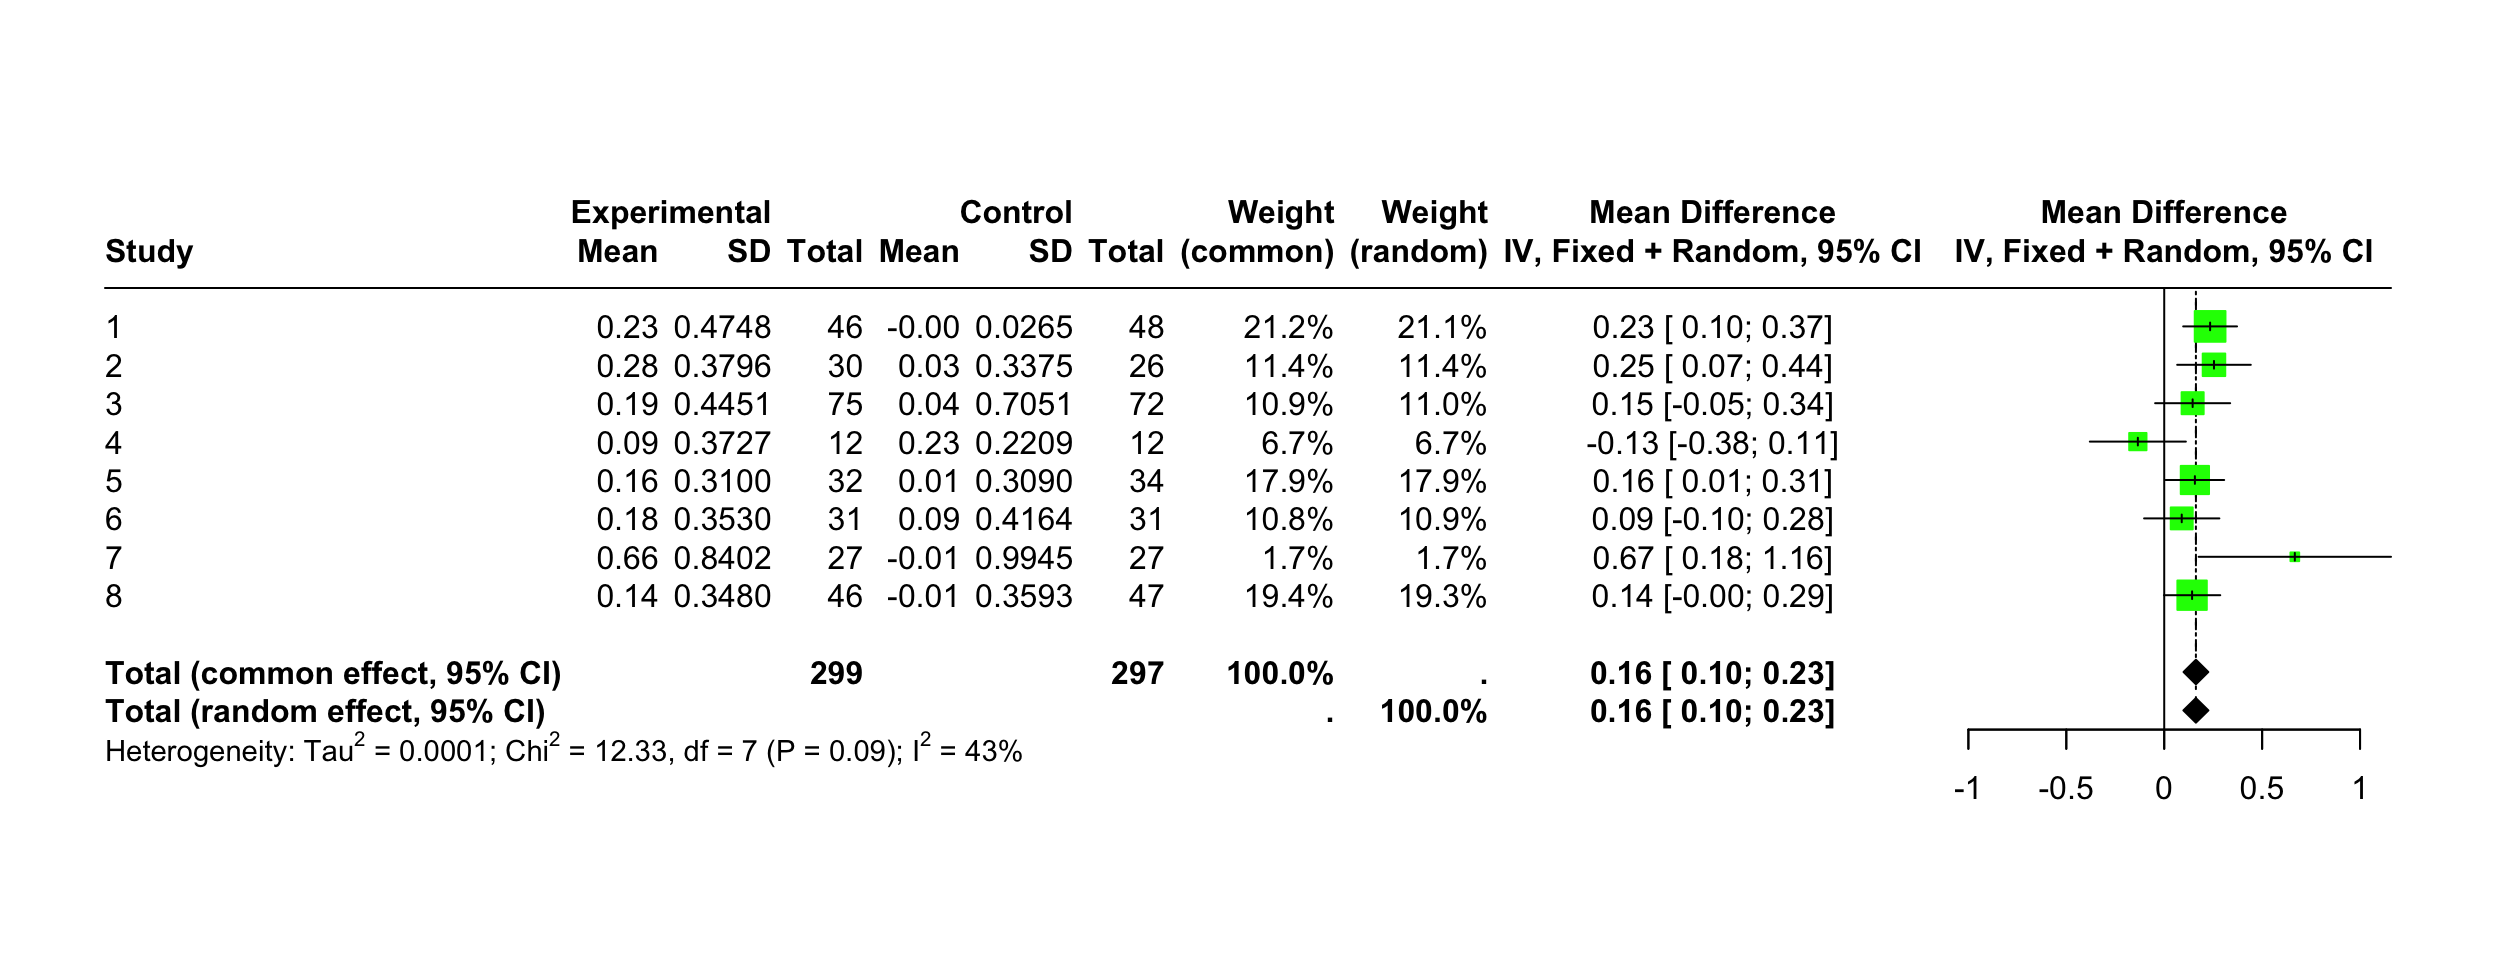 Experimental Control Weight Weight Mean Difference Mean Difference
Study Mean SD Total Mean SD Total (common) (random) IV, Fixed + Random, 95% CI IV, Fixed + Random, 95% CI
1 0.23 0.4748 46 -0.00 0.0265 48 21.2% 21.1% 0.23 [ 0.10; 0.37]
2 0.28 0.3796 30 0.03 0.3375 26 11.4% 11.4% 0.25 [ 0.07; 0.44]
3 0.19 0.4451 75 0.04 0.7051 72 10.9% 11.0% 0.15 [-0.05; 0.34]
4 0.09 0.3727 12 0.23 0.2209 12 6.7% 6.7% -0.13 [-0.38; 0.11]
5 0.16 0.3100 32 0.01 0.3090 34 17.9% 17.9% 0.16 [ 0.01; 0.31]
6 0.18 0.3530 31 0.09 0.4164 31 10.8% 10.9% 0.09 [-0.10; 0.28]
7 0.66 0.8402 27 -0.01 0.9945 27 1.7% 1.7% 0.67 [ 0.18; 1.16]
8 0.14 0.3480 46 -0.01 0.3593 47 19.4% 19.3% 0.14 [-0.00; 0.29]
Total (common effect, 95% CI) 299 297 100.0% . 0.16 [ 0.10; 0.23]
Total (random effect, 95% CI) . 100.0% 0.16 [ 0.10; 0.23]
Heterogeneity: Tau² = 0.0001; Chi² = 12.33, df = 7 (P = 0.09); I² = 43%
-1 -0.5 0 0.5 1